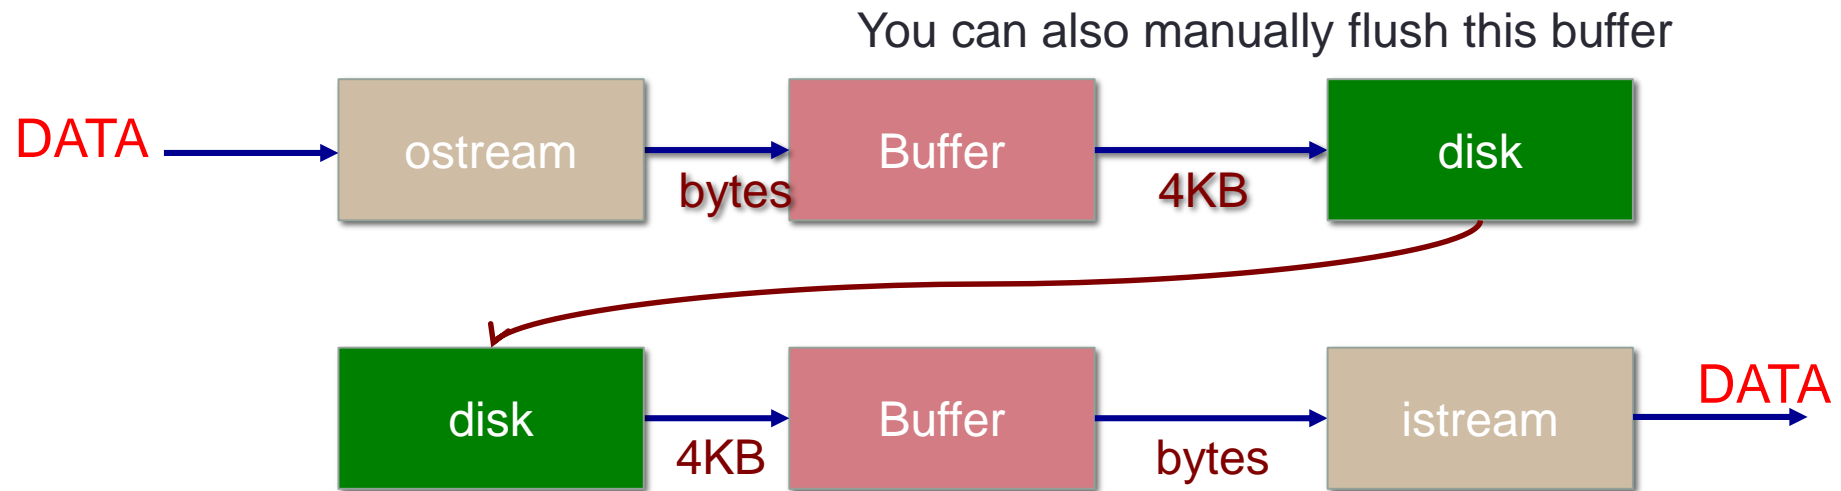 You can also manually flush this buffer
DATA
ostream
bytes
Buffer
4KB
disk
disk
4KB
Buffer
bytes
istream
DATA